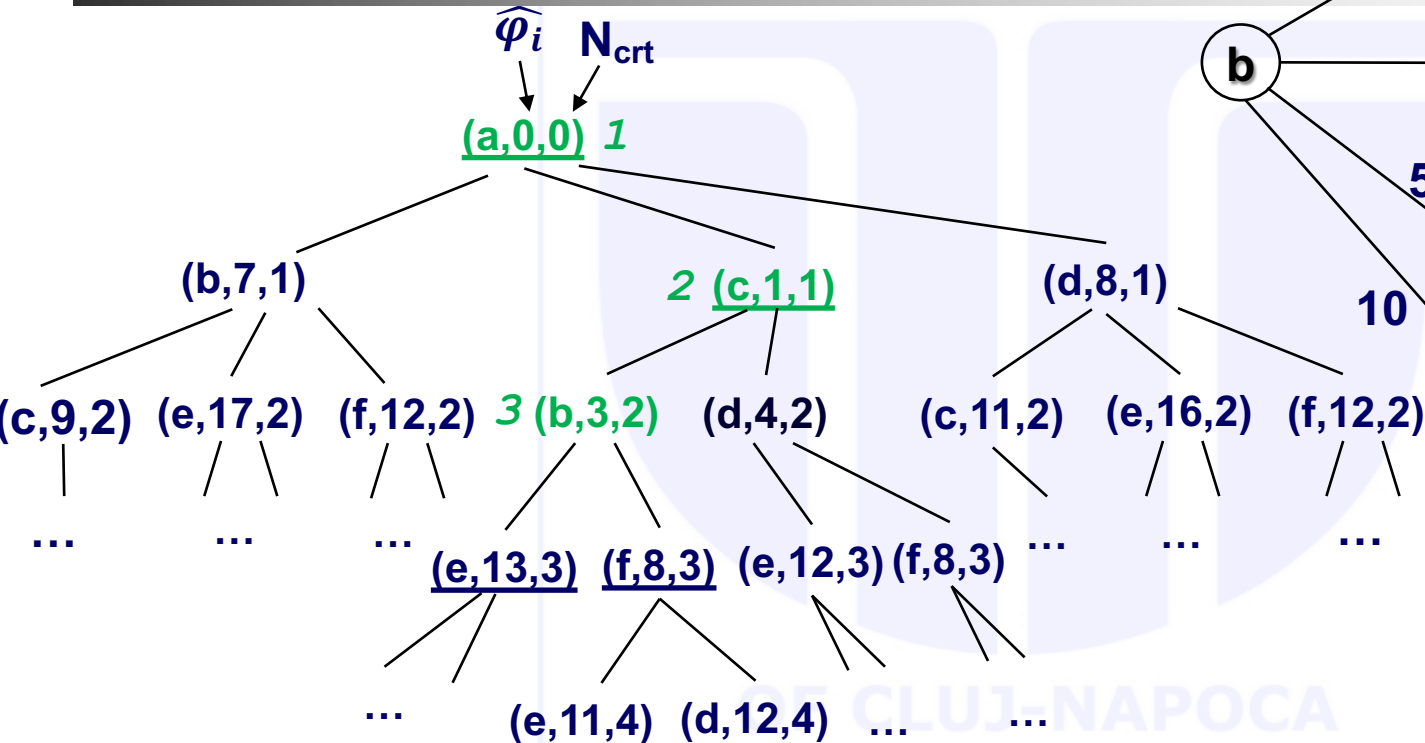 φ̂ᵢ N_crt b
(a,0,0) 1
5
(b,7,1) 2 (c,1,1) (d,8,1)
10
(c,9,2) (e,17,2) (f,12,2) 3 (b,3,2) (d,4,2) (c,11,2) (e,16,2) (f,12,2)
... ... ... (e,13,3) (f,8,3) (e,12,3) (f,8,3) ... ... ...
... (e,11,4) (d,12,4) ... ...
OF CLUJ-NAPOCA